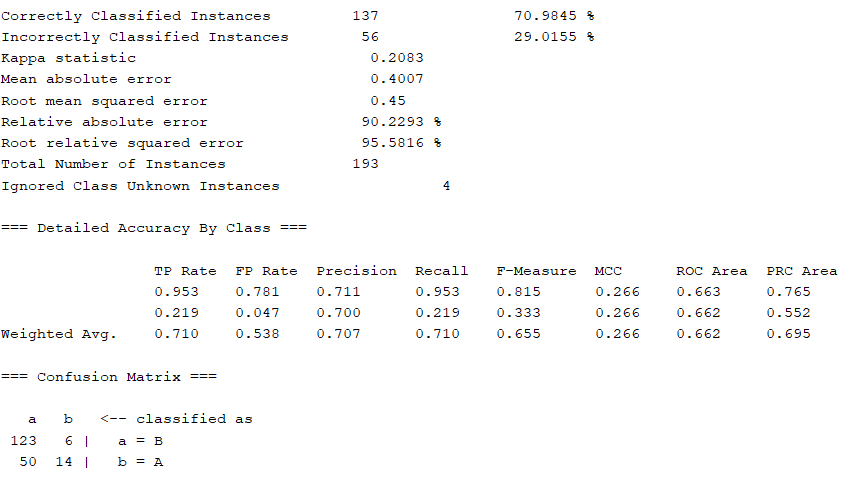 Correctly Classified Instances 137 70.9845 %
Incorrectly Classified Instances 56 29.0155 %
Kappa statistic 0.2083
Mean absolute error 0.4007
Root mean squared error 0.45
Relative absolute error 90.2293 %
Root relative squared error 95.5816 %
Total Number of Instances 193
Ignored Class Unknown Instances 4
=== Detailed Accuracy By Class ===
TP Rate FP Rate Precision Recall F-Measure MCC ROC Area PRC Area
0.953 0.781 0.711 0.953 0.815 0.266 0.663 0.765
0.219 0.047 0.700 0.219 0.333 0.266 0.662 0.552
Weighted Avg. 0.710 0.538 0.707 0.710 0.655 0.266 0.662 0.695
=== Confusion Matrix ===
a b <-- classified as
123 6 | a = B
50 14 | b = A